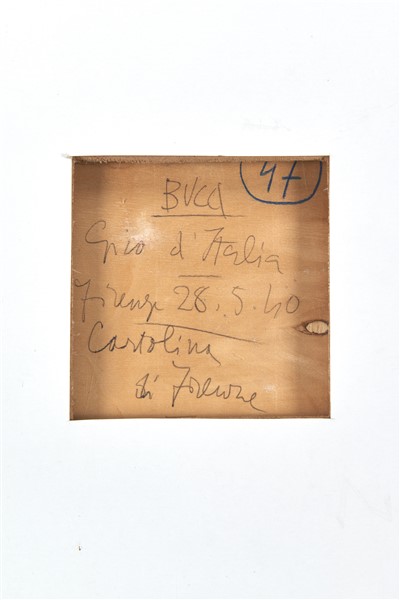 47
BUCCI
Giro d'Italia
Firenze 28.5.40
Cartolina
di Firenze